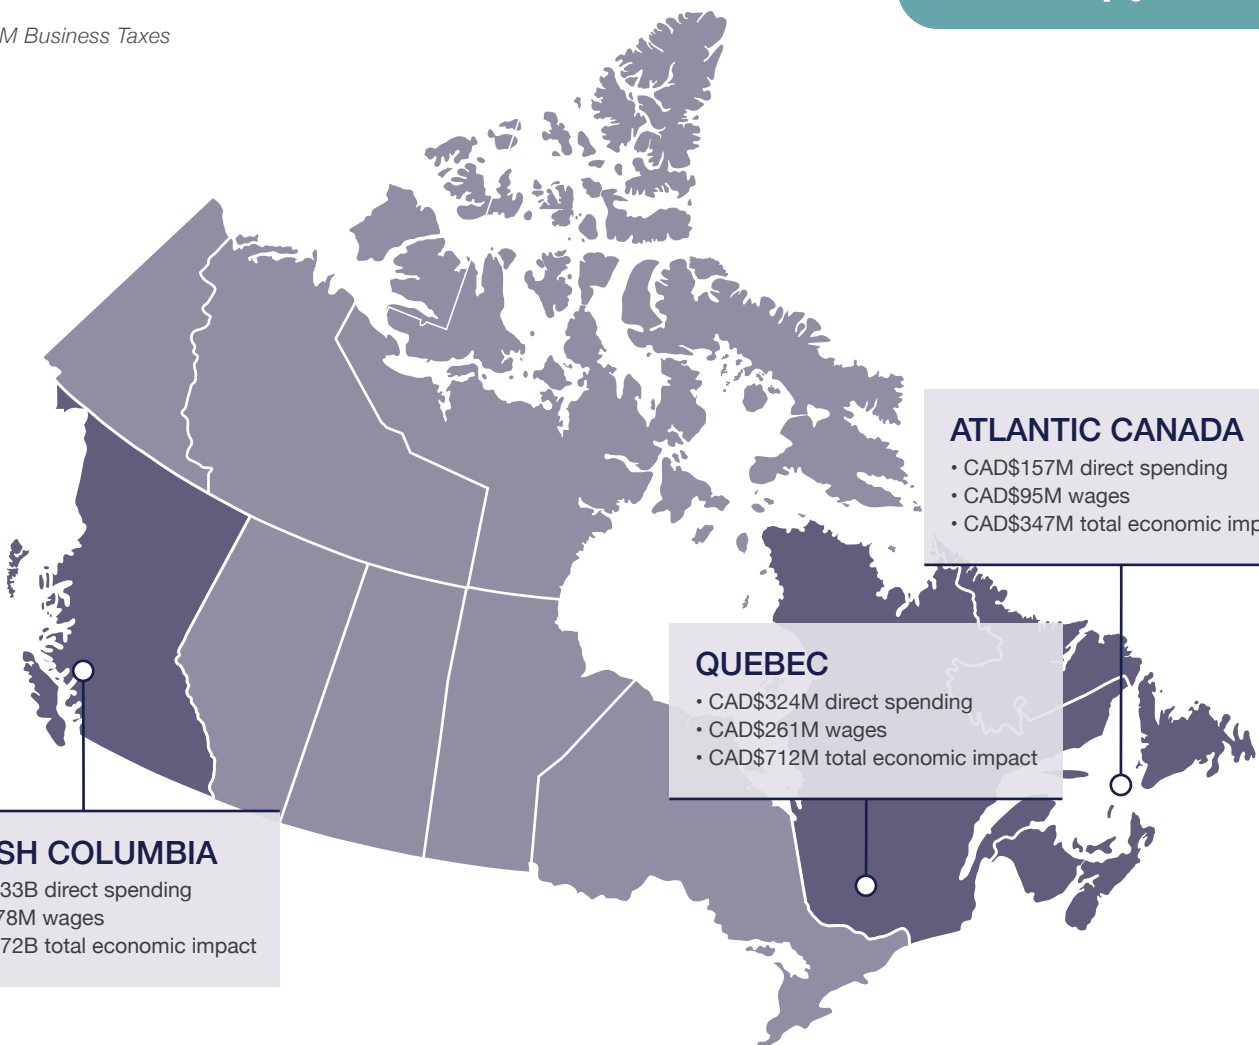 M Business Taxes
ATLANTIC CANADA
• CAD$157M direct spending
• CAD$95M wages
• CAD$347M total economic imp
QUEBEC
• CAD$324M direct spending
• CAD$261M wages
• CAD$712M total economic impact
SH COLUMBIA
33B direct spending
78M wages
72B total economic impact